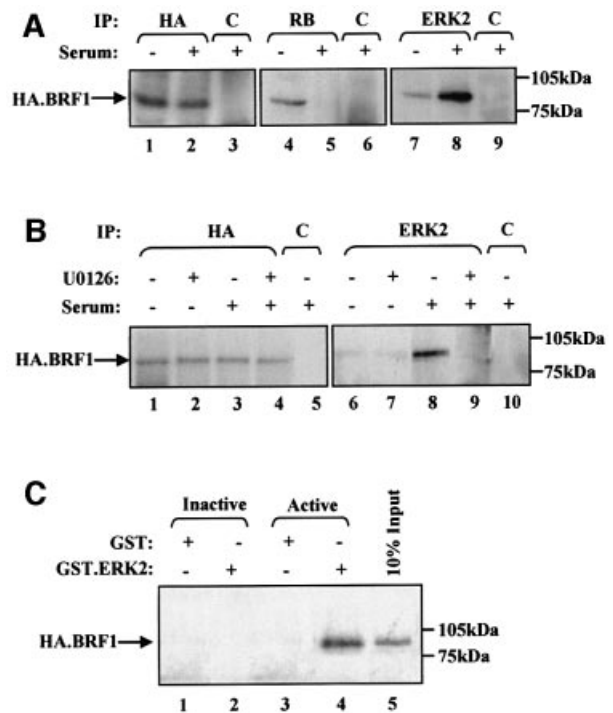 A
IP: HA C RB C ERK2 C
Serum: - + + - + + - + +
HA.BRF1
105kDa
75kDa
1 2 3 4 5 6 7 8 9
B
IP: HA C ERK2 C
U0126: - + - + - - + - + -
Serum: - - + + + - - + + +
HA.BRF1
105kDa
75kDa
1 2 3 4 5 6 7 8 9 10
C
Inactive Active
10% Input
GST: + - + -
GST.ERK2: - + - +
HA.BRF1
105kDa
75kDa
1 2 3 4 5